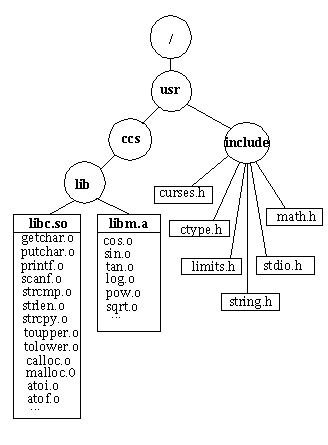 /
usr
ccs
include
lib
curses.h
math.h
ctype.h
limits.h
stdio.h
string.h
libc.so
getchar.o
putchar.o
printf.o
scanf.o
strcmp.o
strlen.o
strcpy.o
toupper.o
tolower.o
calloc.o
malloc.0
atoi.o
atof.o
...
libm.a
cos.o
sin.o
tan.o
log.o
pow.o
sqrt.o
...